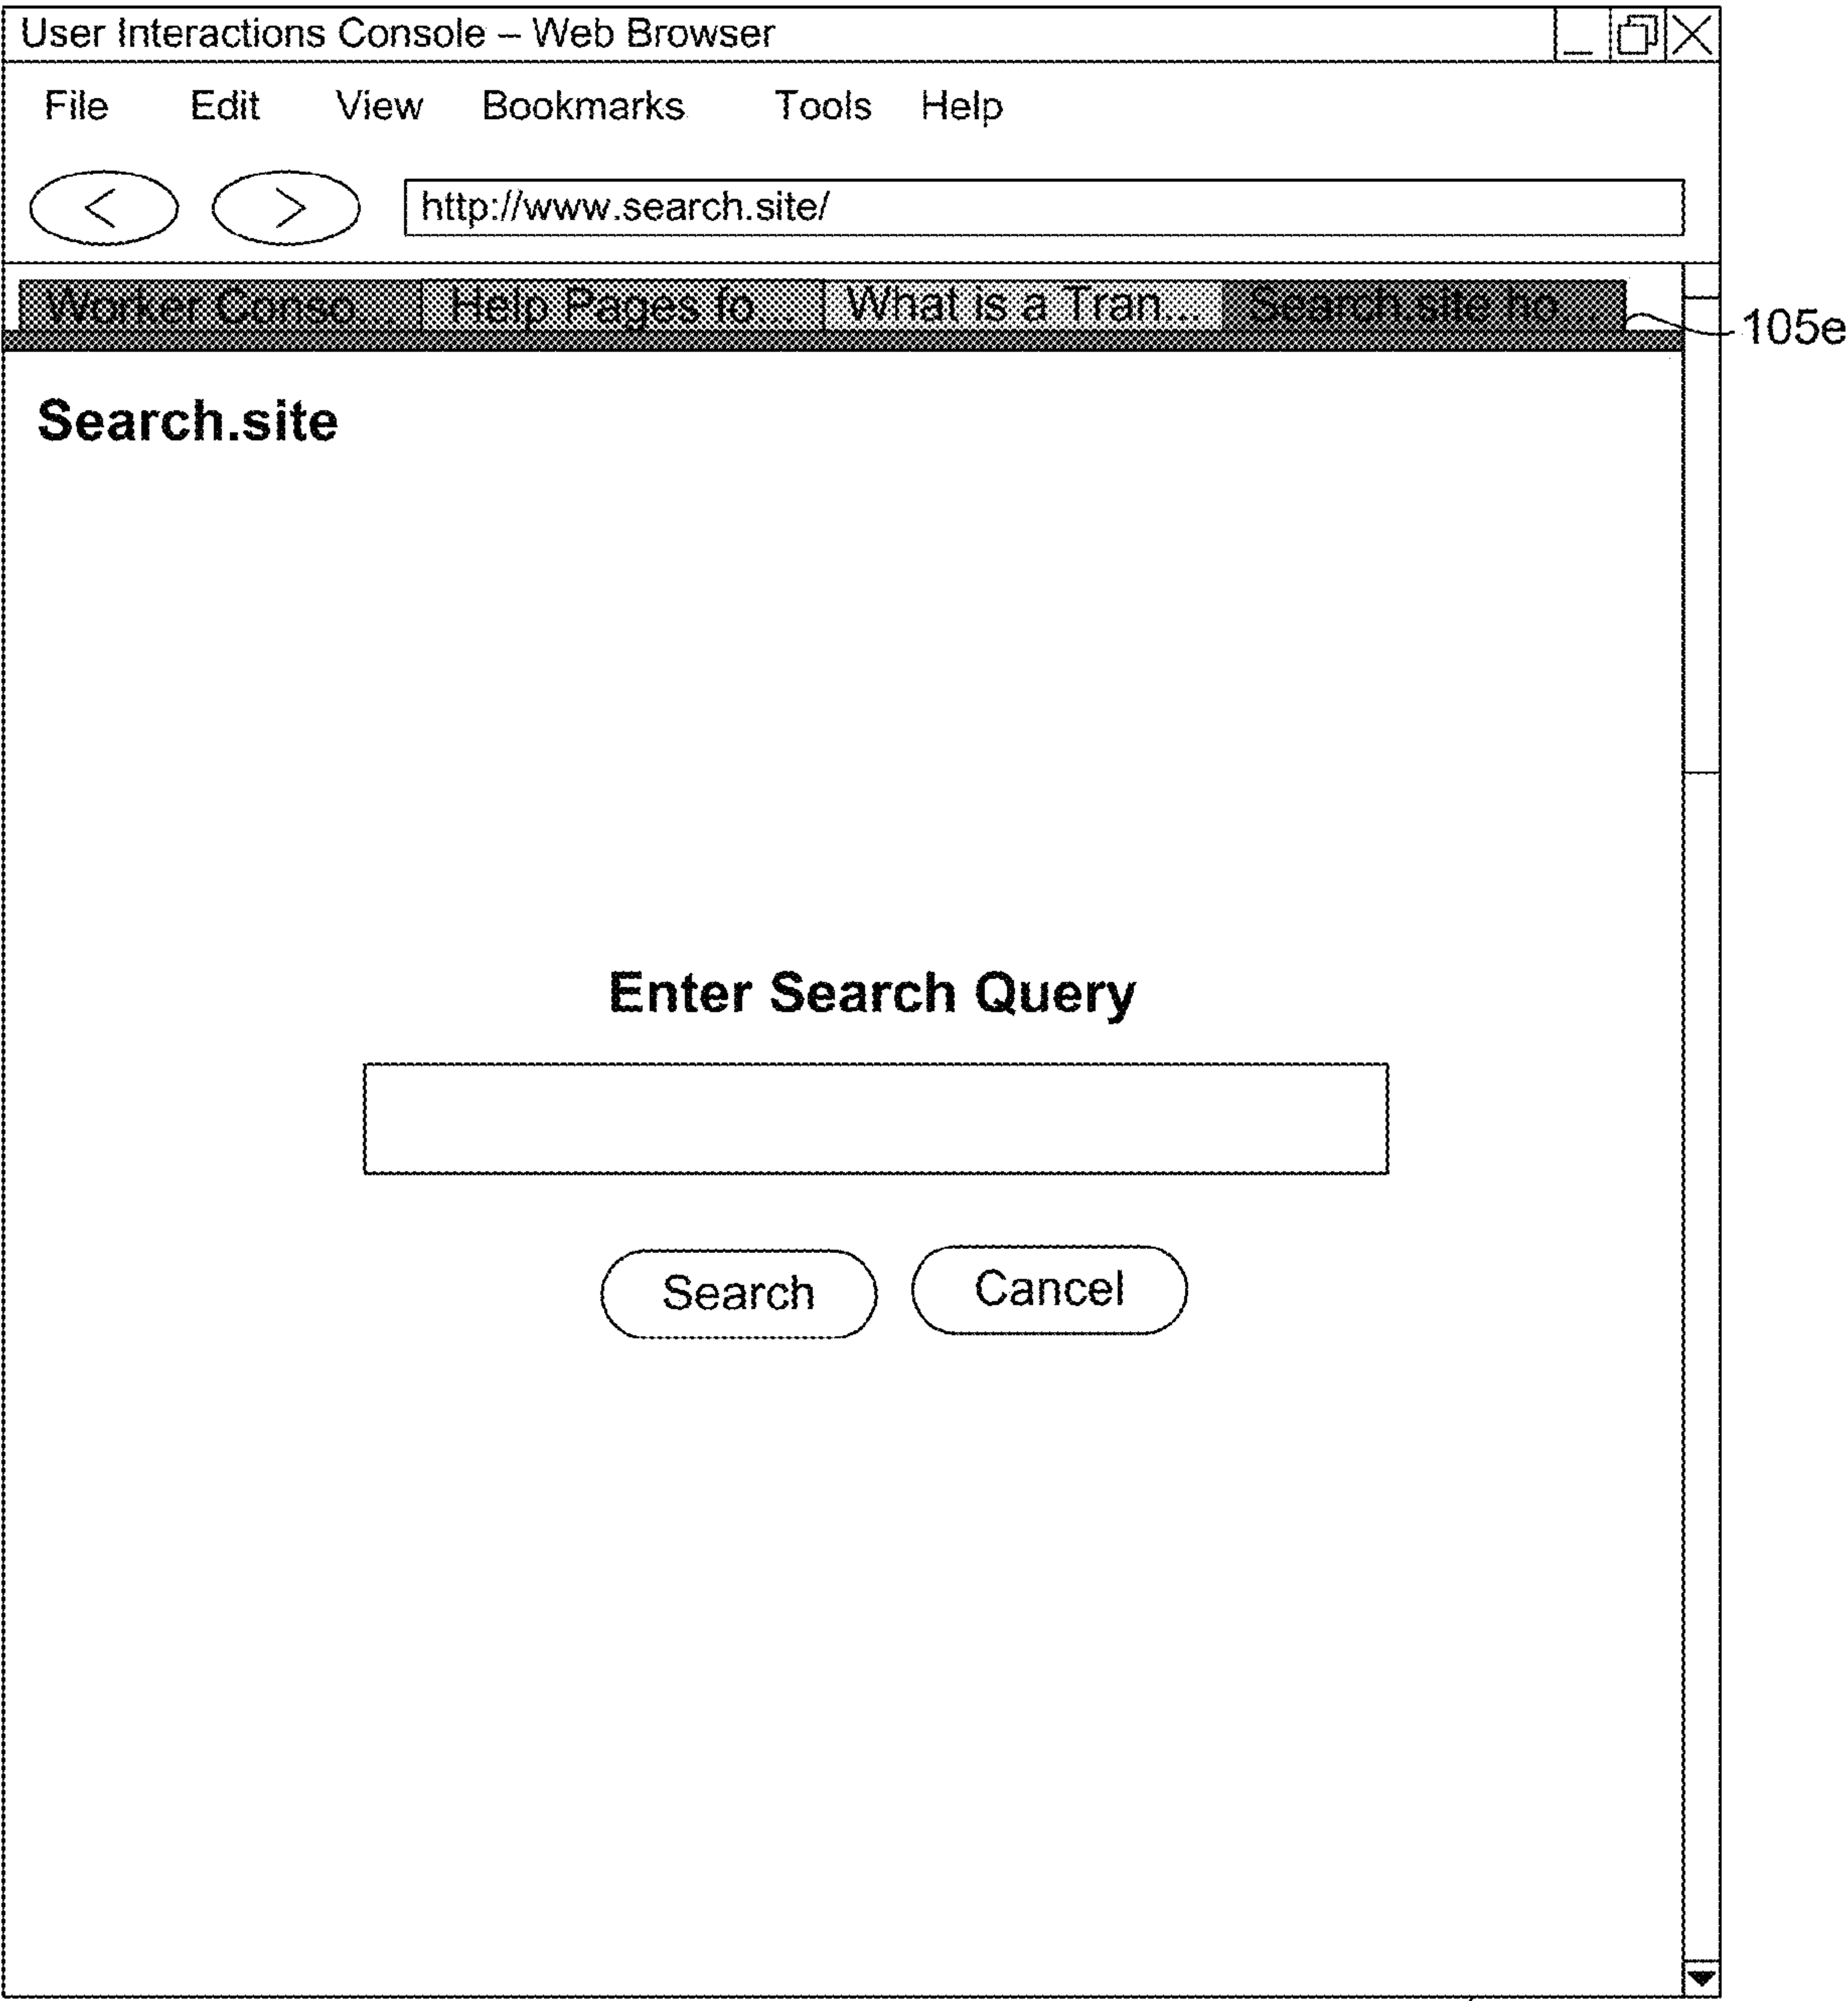 User Interactions Console – Web Browser
File Edit View Bookmarks Tools Help
< >
http://www.search.site/
Worker Conso... Help Pages fo... What is a Tran... Search.site ho...
105e
Search.site
Enter Search Query
Search Cancel